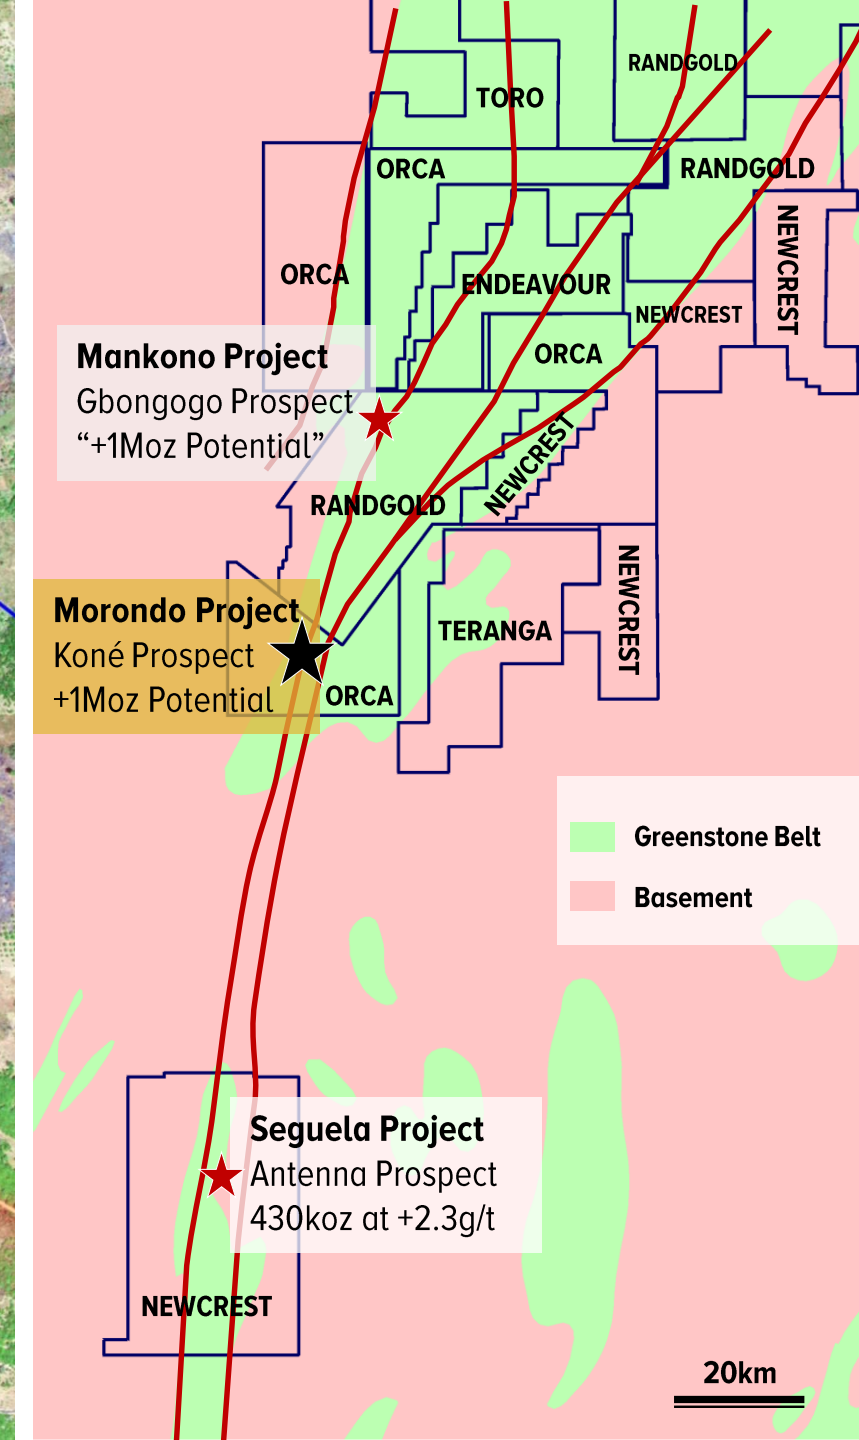 RANDGOLD
TORO
ORCA
RANDGOLD
NEWCREST
ORCA
ENDEAVOUR
NEWCREST
Mankono Project
Gbongogo Prospect
“+1Moz Potential”
ORCA
NEWCREST
RANDGOLD
NEWCREST
Morondo Project
Koné Prospect
+1Moz Potential
TERANGA
ORCA
Greenstone Belt
Basement
Seguela Project
Antenna Prospect
430koz at +2.3g/t
NEWCREST
20km